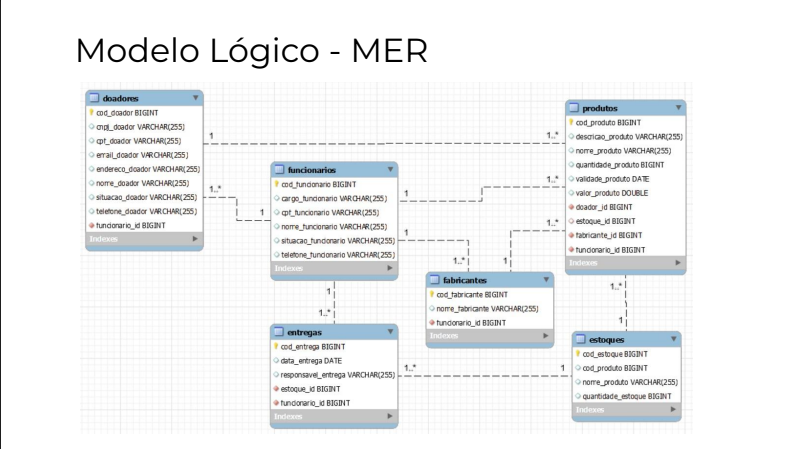 Modelo Lógico - MER
doadores
cod_doador BIGINT
cnpj_doador VARCHAR(255)
cpf_doador VARCHAR(255)
email_doador VARCHAR(255)
endereco_doador VARCHAR(255)
nome_doador VARCHAR(255)
situacao_doador VARCHAR(255)
telefone_doador VARCHAR(255)
funcionario_id BIGINT
Indexes
1
1..*
1..*
1
funcionarios
cod_funcionario BIGINT
cargo_funcionario VARCHAR(255)
cpf_funcionario VARCHAR(255)
nome_funcionario VARCHAR(255)
situacao_funcionario VARCHAR(255)
telefone_funcionario VARCHAR(255)
Indexes
1
1..*
1
1..*
1
1..*
produtos
cod_produto BIGINT
descricao_produto VARCHAR(255)
nome_produto VARCHAR(255)
quantidade_produto BIGINT
validade_produto DATE
valor_produto DOUBLE
doador_id BIGINT
estoque_id BIGINT
fabricante_id BIGINT
funcionario_id BIGINT
Indexes
1..*
1
1..*
1
fabricantes
cod_fabricante BIGINT
nome_fabricante VARCHAR(255)
funcionario_id BIGINT
Indexes
entregas
cod_entrega BIGINT
data_entrega DATE
responsavel_entrega VARCHAR(255)
estoque_id BIGINT
funcionario_id BIGINT
Indexes
1..*
1
estoques
cod_estoque BIGINT
cod_produto BIGINT
nome_produto VARCHAR(255)
quantidade_estoque BIGINT
Indexes